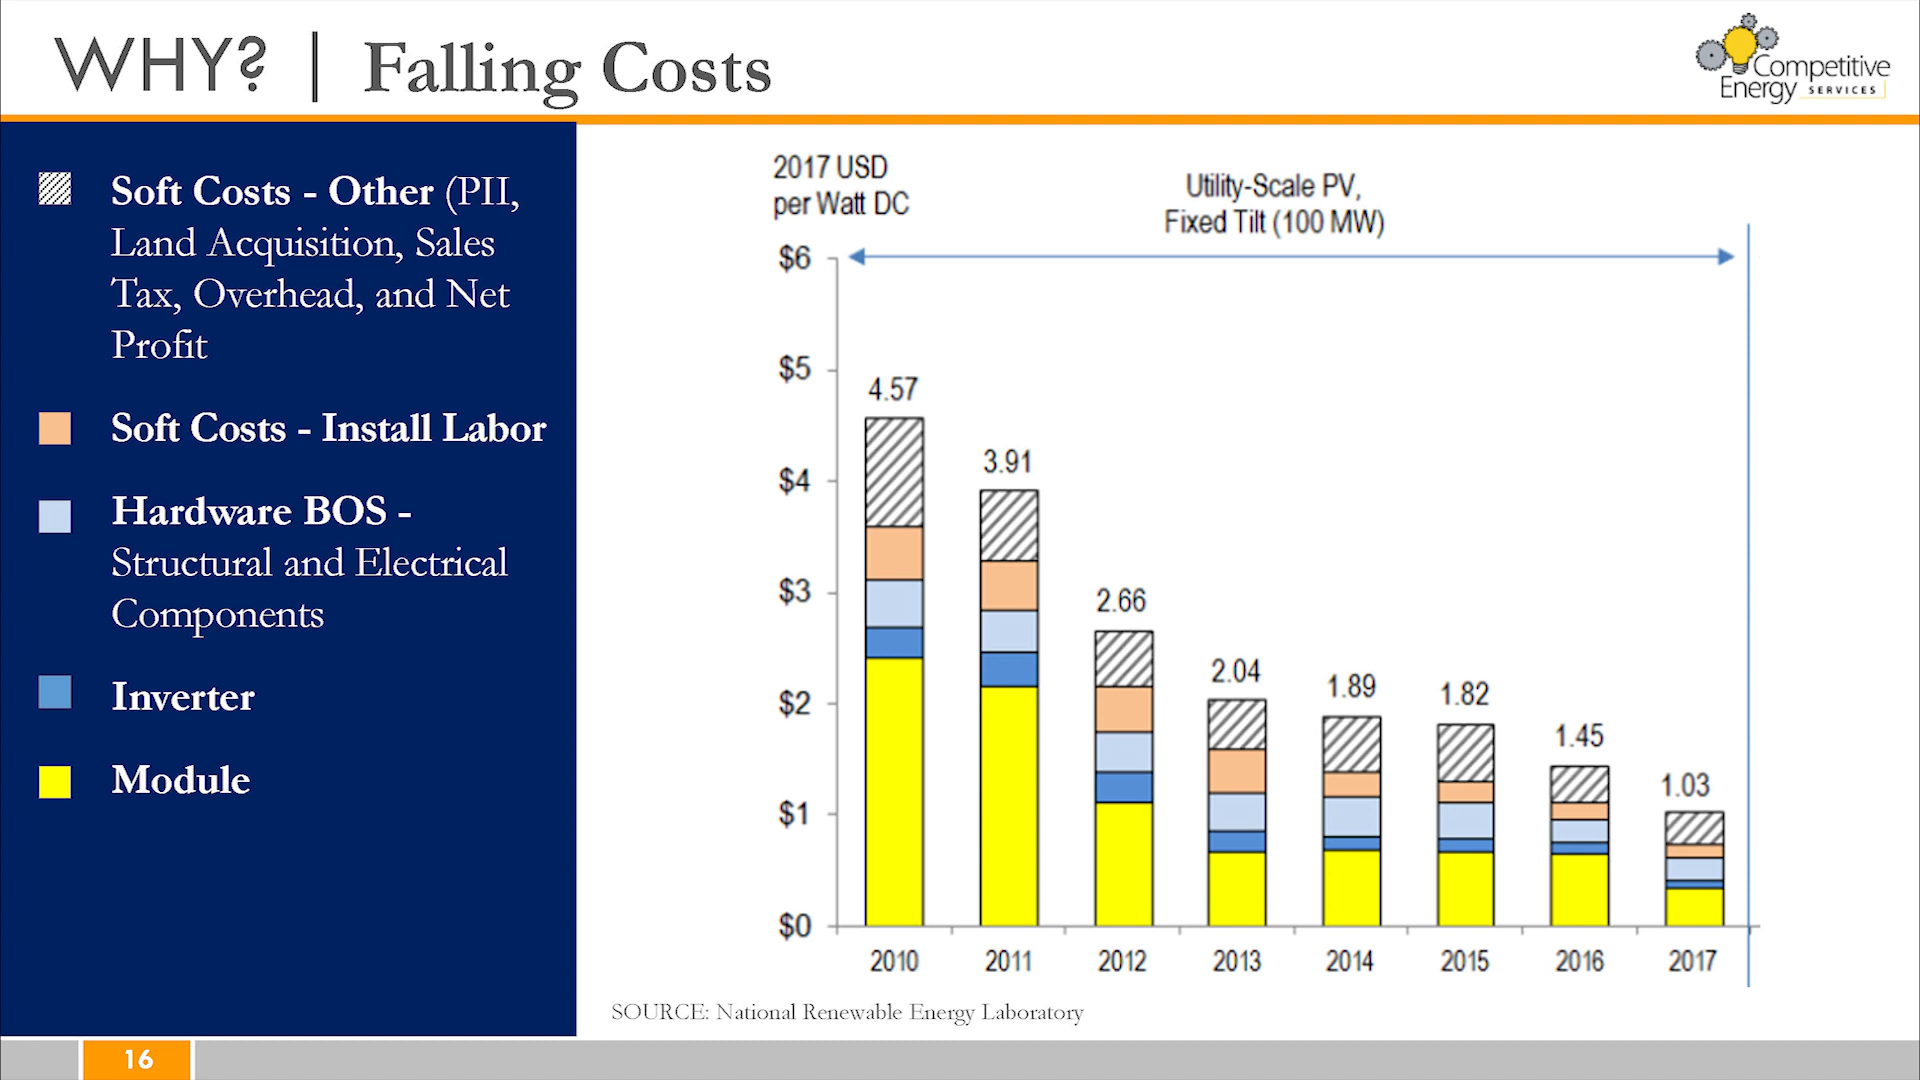 WHY? | Falling Costs
Competitive
Energy SERVICES
Soft Costs - Other (PII,
Land Acquisition, Sales
Tax, Overhead, and Net
Profit
Soft Costs - Install Labor
Hardware BOS -
Structural and Electrical
Components
Inverter
Module
2017 USD
per Watt DC
Utility-Scale PV,
Fixed Tilt (100 MW)
$6
$5
$4
$3
$2
$1
$0
4.57
3.91
2.66
2.04
1.89
1.82
1.45
1.03
2010 2011 2012 2013 2014 2015 2016 2017
SOURCE: National Renewable Energy Laboratory
16